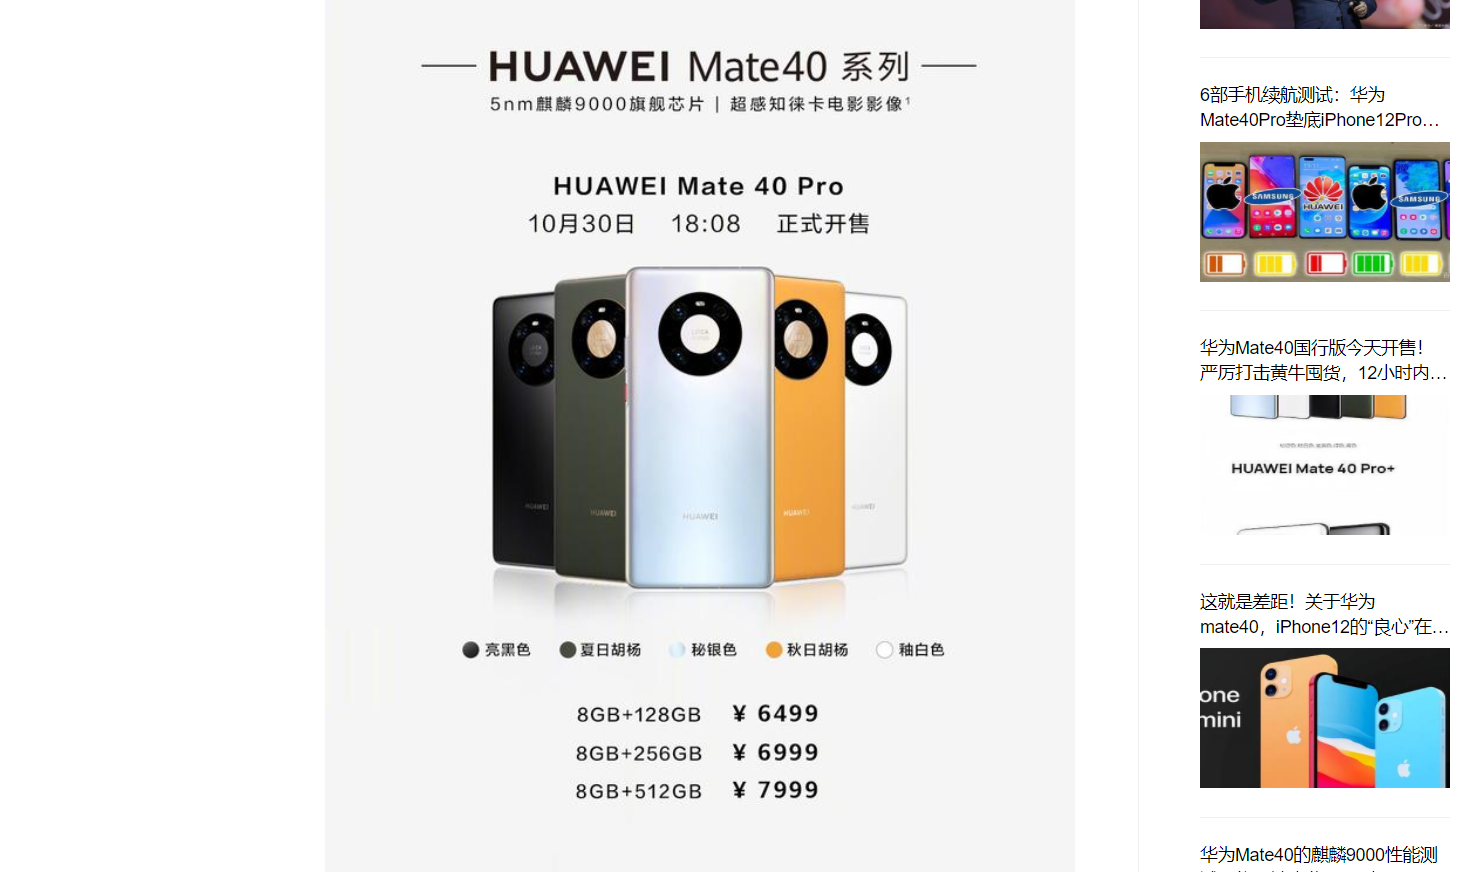 HUAWEI Mate40 系列
5nm麒麟9000旗舰芯片 | 超感知徕卡电影影像¹
HUAWEI Mate 40 Pro
10月30日 18:08 正式开售
HUAWEI
HUAWEI
HUAWEI
HUAWEI
HUAWEI
亮黑色 夏日胡杨 秘银色 秋日胡杨 釉白色
8GB+128GB ¥ 6499
8GB+256GB ¥ 6999
8GB+512GB ¥ 7999
6部手机续航测试：华为
Mate40Pro垫底iPhone12Pro…
SAMSUNG
HUAWEI
SAMSUNG
华为Mate40国行版今天开售！
严厉打击黄牛囤货，12小时内…
HUAWEI Mate 40 Pro+
这就是差距！关于华为
mate40，iPhone12的“良心”在…
one
mini
华为Mate40的麒麟9000性能测